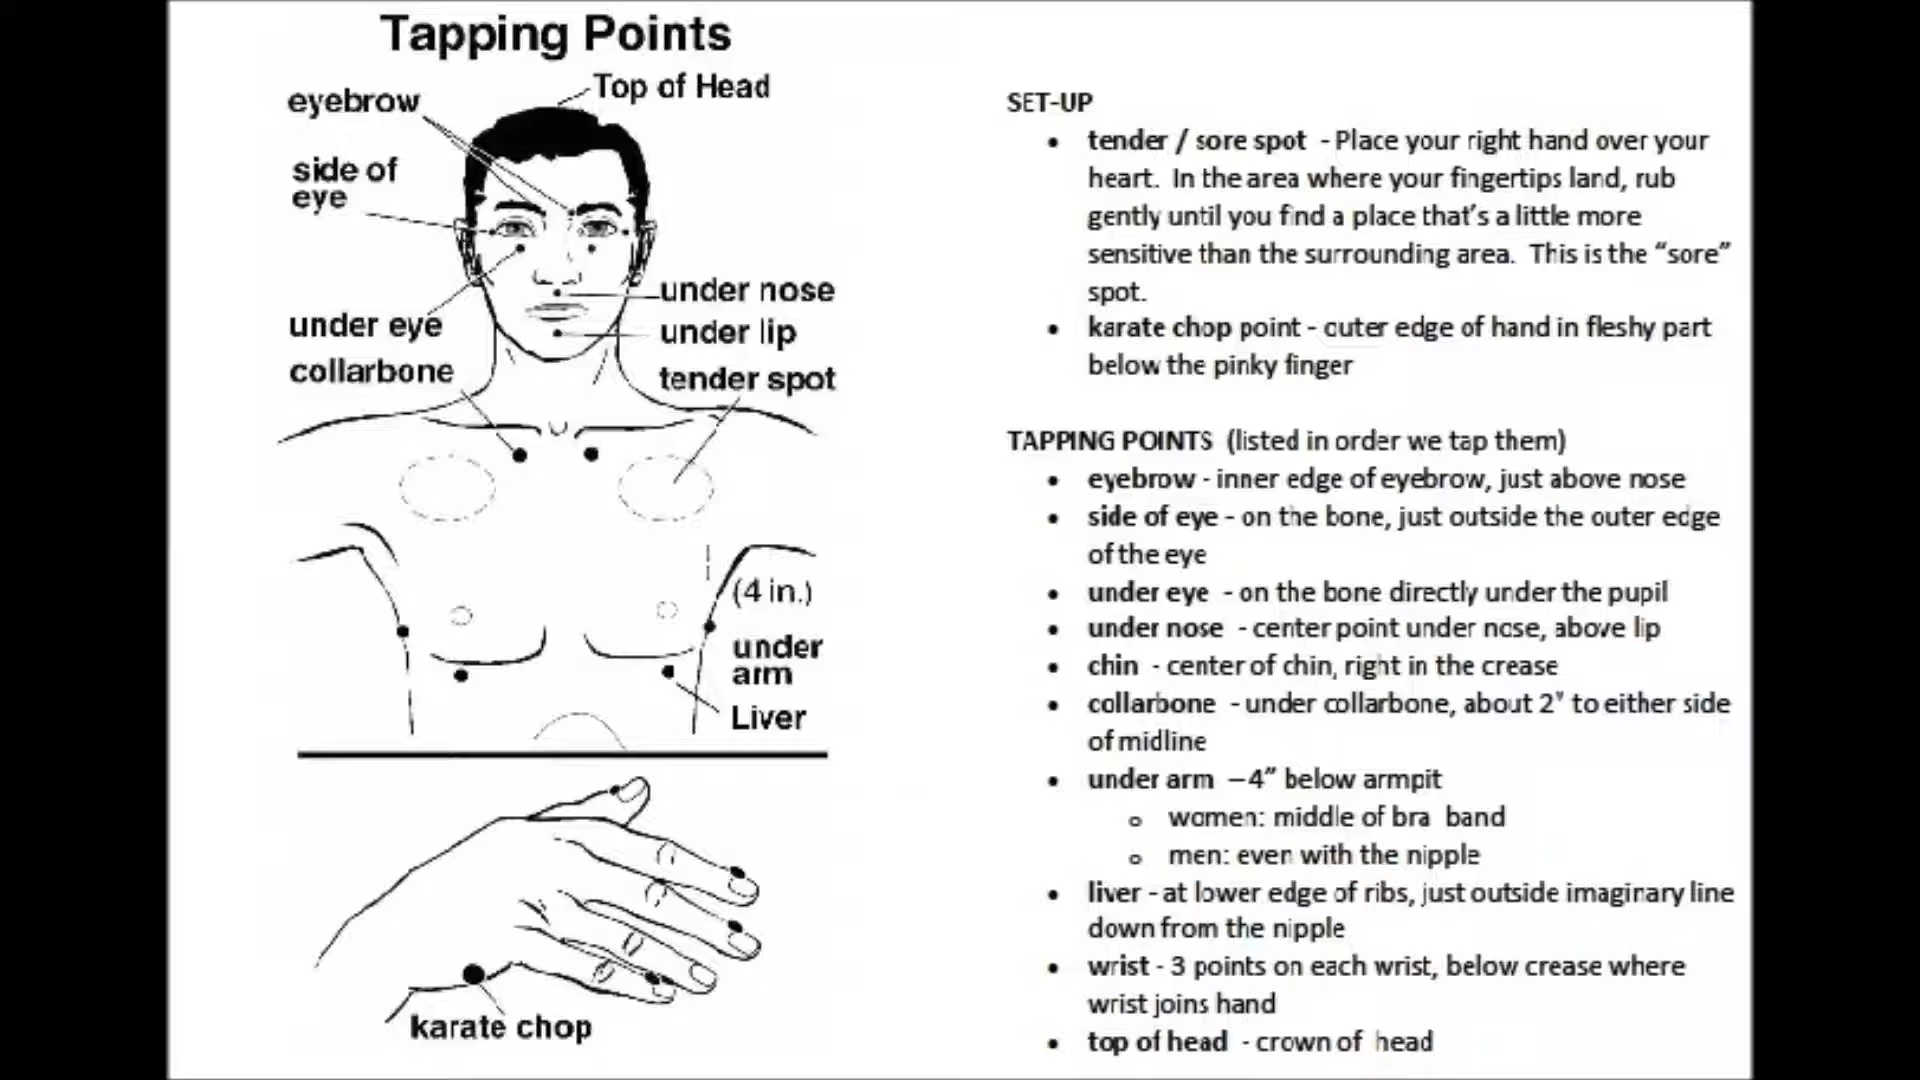 Tapping Points
Top of Head
eyebrow
side of
eye
under nose
under eye
under lip
collarbone
tender spot
(4 in.)
under
arm
Liver
karate chop
SET-UP
• tender / sore spot - Place your right hand over your
heart. In the area where your fingertips land, rub
gently until you find a place that's a little more
sensitive than the surrounding area. This is the “sore”
spot.
• karate chop point - outer edge of hand in fleshy part
below the pinky finger
TAPPING POINTS (listed in order we tap them)
• eyebrow - inner edge of eyebrow, just above nose
• side of eye - on the bone, just outside the outer edge
of the eye
• under eye - on the bone directly under the pupil
• under nose - center point under nose, above lip
• chin - center of chin, right in the crease
• collarbone - under collarbone, about 2" to either side
of midline
• under arm – 4” below armpit
o women: middle of bra band
o men: even with the nipple
• liver - at lower edge of ribs, just outside imaginary line
down from the nipple
• wrist - 3 points on each wrist, below crease where
wrist joins hand
• top of head - crown of head